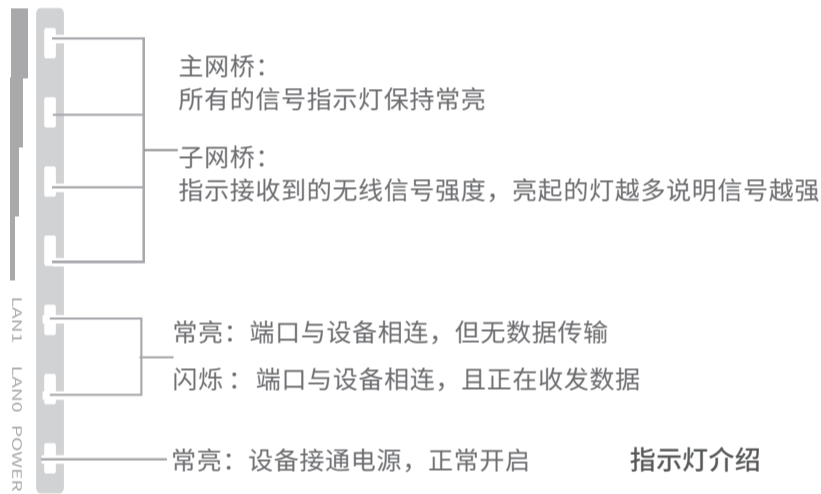 主网桥：
所有的信号指示灯保持常亮
子网桥：
指示接收到的无线信号强度，亮起的灯越多说明信号越强
LAN1
常亮：端口与设备相连，但无数据传输
闪烁：端口与设备相连，且正在收发数据
LAN0
POWER
常亮：设备接通电源，正常开启
指示灯介绍